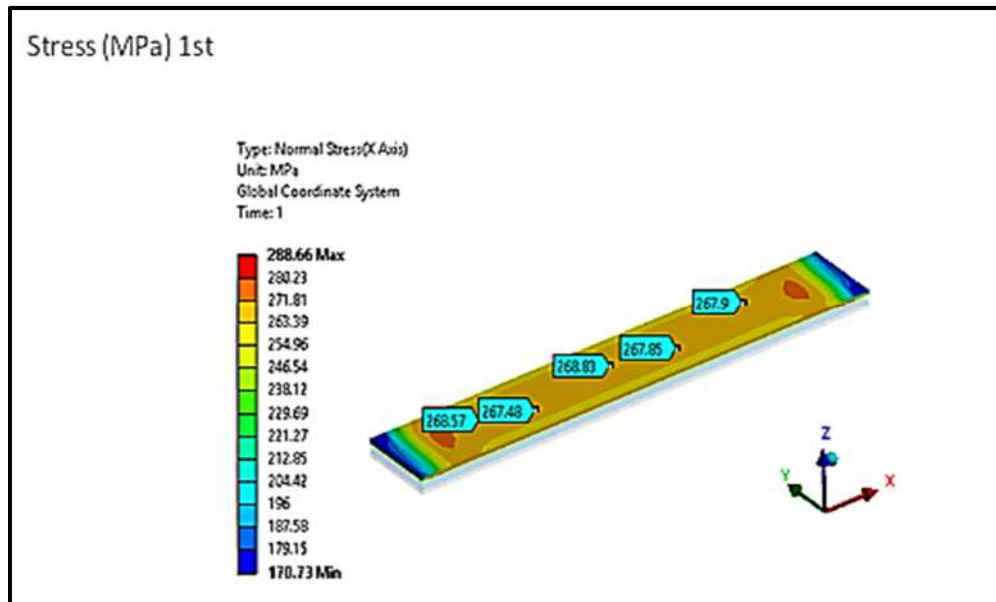 Stress (MPa) 1st
Type: Normal Stress(X Axis)
Unit: MPa
Global Coordinate System
Time: 1
288.66 Max
280.23
271.81
263.39
254.96
246.54
238.12
229.69
221.27
212.85
204.42
196
187.58
179.15
170.73 Min
267.9
267.85
268.83
267.48
268.57
Z
Y
X